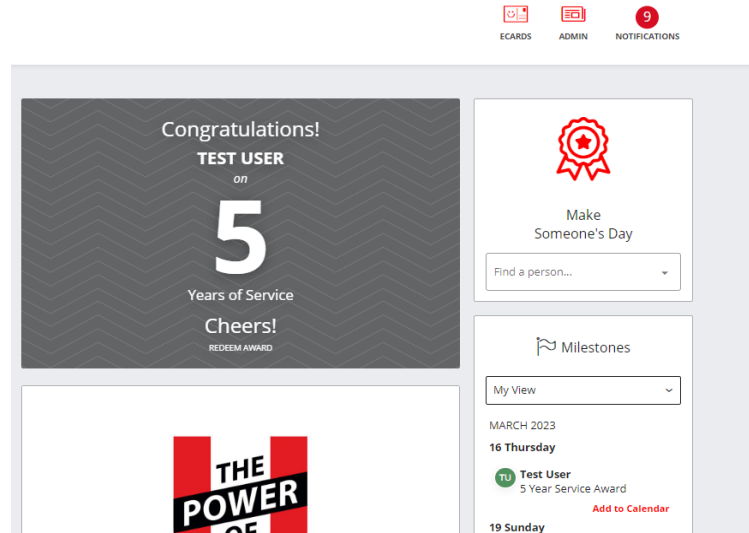 ECARDS
ADMIN
9
NOTIFICATIONS
Congratulations!
TEST USER
on
5
Years of Service
Cheers!
REDEEM AWARD
Make
Someone's Day
Find a person...
Milestones
My View
MARCH 2023
16 Thursday
TU
Test User
5 Year Service Award
Add to Calendar
19 Sunday
THE
POWER
OF